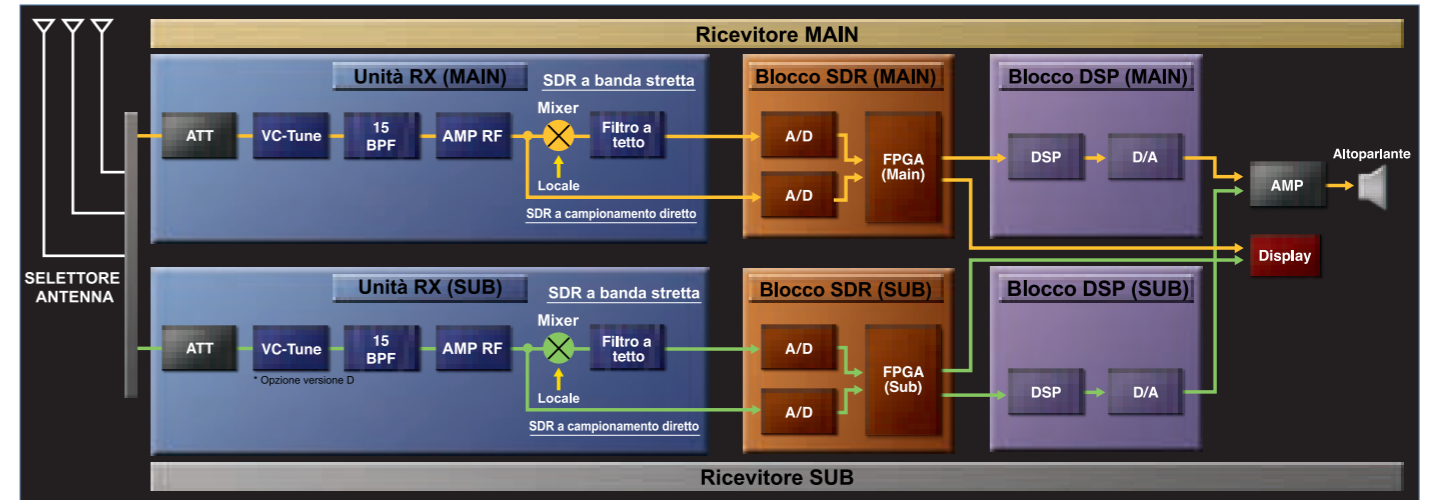 Ricevitore MAIN
Unità RX (MAIN)
SDR a banda stretta
Mixer
ATT
VC-Tune
15
BPF
AMP RF
Filtro a
tetto
Locale
SDR a campionamento diretto
Blocco SDR (MAIN)
A/D
A/D
FPGA
(Main)
Blocco DSP (MAIN)
DSP
D/A
Altoparlante
AMP
Display
SELETTORE
ANTENNA
Unità RX (SUB)
SDR a banda stretta
Mixer
ATT
VC-Tune
* Opzione versione D
15
BPF
AMP RF
Filtro a
tetto
Locale
SDR a campionamento diretto
Blocco SDR (SUB)
A/D
A/D
FPGA
(Sub)
Blocco DSP (SUB)
DSP
D/A
Ricevitore SUB